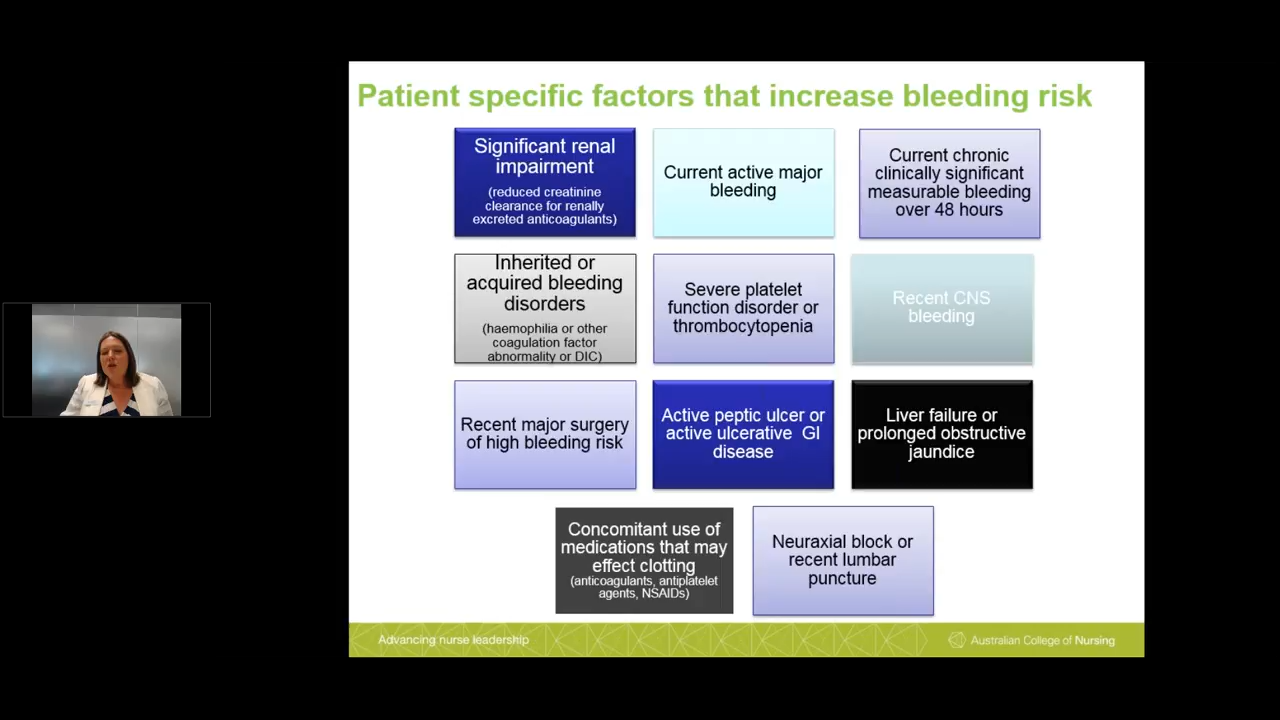 Patient specific factors that increase bleeding risk
Significant renal
impairment
(reduced creatinine
clearance for renally
excreted anticoagulants)
Current active major
bleeding
Current chronic
clinically significant
measurable bleeding
over 48 hours
Inherited or
acquired bleeding
disorders
(haemophilia or other
coagulation factor
abnormality or DIC)
Severe platelet
function disorder or
thrombocytopenia
Recent CNS
bleeding
Recent major surgery
of high bleeding risk
Active peptic ulcer or
active ulcerative GI
disease
Liver failure or
prolonged obstructive
jaundice
Concomitant use of
medications that may
effect clotting
(anticoagulants, antiplatelet
agents, NSAIDs)
Neuraxial block or
recent lumbar
puncture
Advancing nurse leadership
Australian College of Nursing